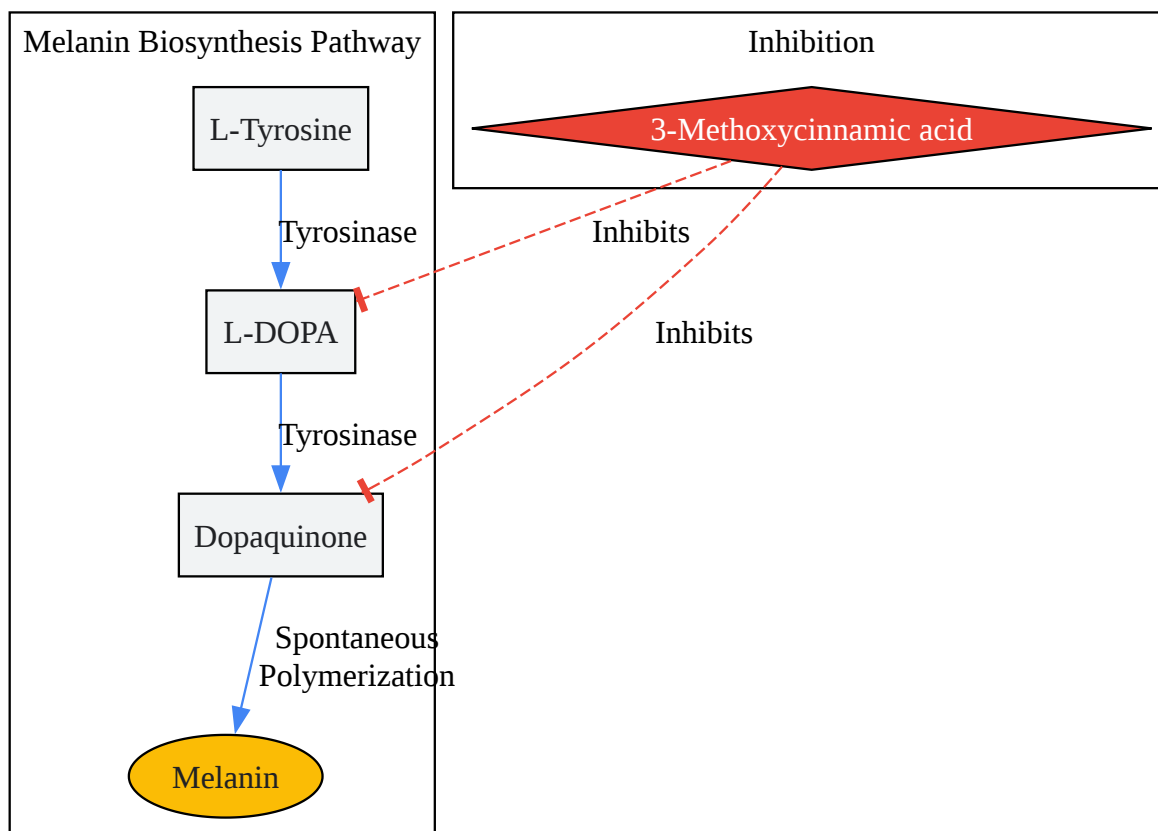 Melanin Biosynthesis Pathway
Inhibition
L-Tyrosine
3-Methoxycinnamic acid
Tyrosinase
Inhibits
L-DOPA
Inhibits
Tyrosinase
Dopaquinone
Spontaneous
Polymerization
Melanin